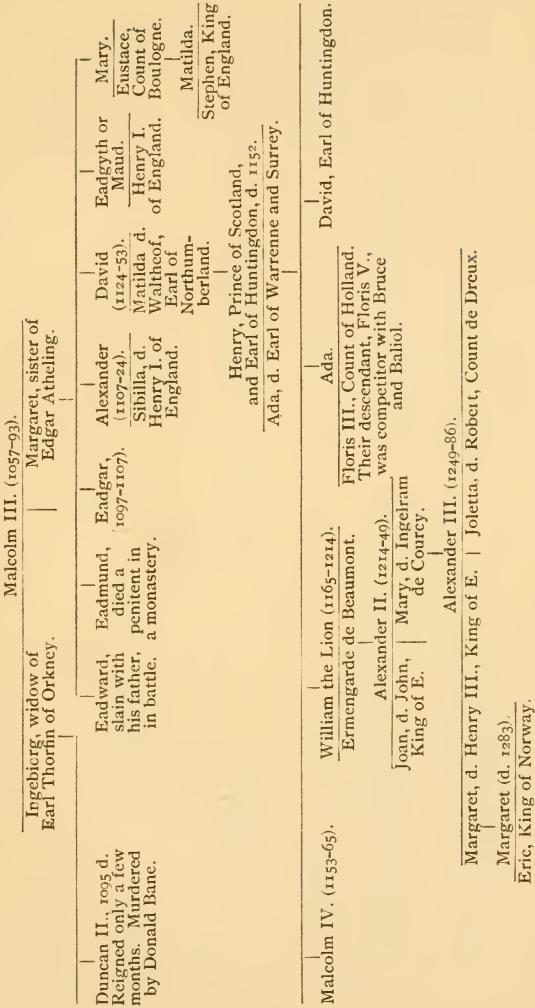 Malcolm III. (1057–93).
Ingebicrg, widow of
Earl Thorfin of Orkney.
Margaret, sister of
Edgar Atheling.
Duncan II., 1095 d.
Reigned only a few
months. Murdered
by Donald Bane.
Eadward,
slain with
his father,
in battle.
Eadmund,
died a
penitent in
a monastery.
Eadgar,
1097–1107).
Alexander
(1107–24).
Sibilla, d.
Henry I. of
England.
David
(1124–53).
Matilda d.
Waltheof,
Earl of
Northum-
berland.
Eadgyth or
Maud.
Henry I.
of England.
Mary.
Eustace,
Count of
Boulogne.
Matilda.
Stephen, King
of England.
Henry, Prince of Scotland,
and Earl of Huntingdon, d. 1152.
Ada, d. Earl of Warrenne and Surrey.
Malcolm IV. (1153–65).
William the Lion (1165–1214).
Ermengarde de Beaumont.
Ada.
Floris III., Count of Holland.
Their descendant, Floris V.,
was competitor with Bruce
and Baliol.
David, Earl of Huntingdon.
Alexander II. (1214–49).
Joan, d. John,
King of E.
Mary, d. Ingelram
de Courcy.
Alexander III. (1249–86).
Margaret, d. Henry III., King of E.
Joletta, d. Robert, Count de Dreux.
Margaret (d. 1283).
Eric, King of Norway.